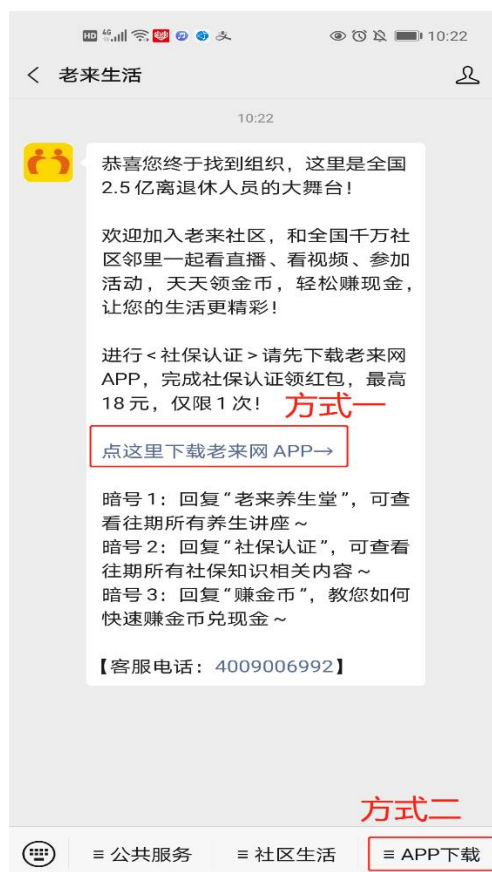 HD 46 10:22
老来生活
10:22
恭喜您终于找到组织，这里是全国
2.5亿离退休人员的大舞台！
欢迎加入老来社区，和全国千万社
区邻里一起看直播、看视频、参加
活动，天天领金币，轻松赚现金，
让您的生活更精彩！
进行<社保认证>请先下载老来网
APP，完成社保认证领红包，最高
18元，仅限1次！
方式一
点这里下载老来网APP→
暗号1：回复“老来养生堂”，可查
看往期所有养生讲座～
暗号2：回复“社保认证”，可查看
往期所有社保知识相关内容～
暗号3：回复“赚金币”，教您如何
快速赚金币兑现金～
【客服电话：4009006992】
方式二
≡ 公共服务 ≡ 社区生活 ≡ APP下载